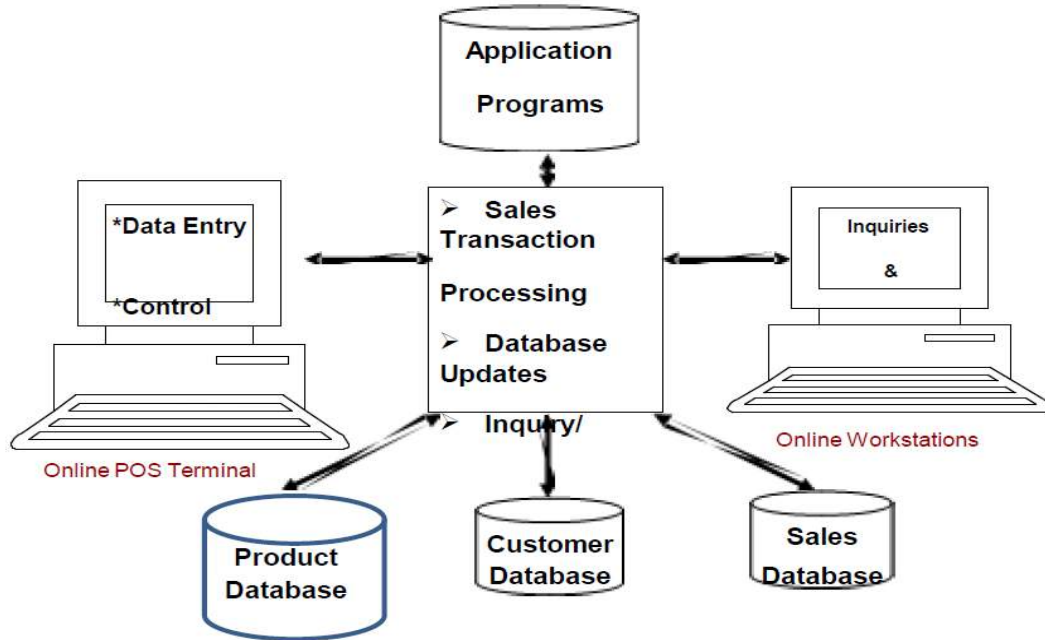 Application
Programs
*Data Entry
*Control
Online POS Terminal
➢ Sales
Transaction
Processing
➢ Database
Updates
➢ Inquiry/
Inquiries
&
Online Workstations
Product
Database
Customer
Database
Sales
Database